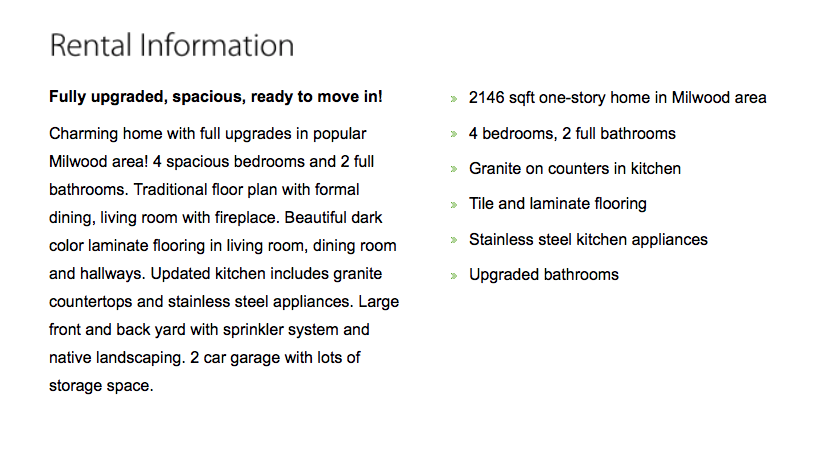 Rental Information
Fully upgraded, spacious, ready to move in!
Charming home with full upgrades in popular
Milwood area! 4 spacious bedrooms and 2 full
bathrooms. Traditional floor plan with formal
dining, living room with fireplace. Beautiful dark
color laminate flooring in living room, dining room
and hallways. Updated kitchen includes granite
countertops and stainless steel appliances. Large
front and back yard with sprinkler system and
native landscaping. 2 car garage with lots of
storage space.
» 2146 sqft one-story home in Milwood area
» 4 bedrooms, 2 full bathrooms
» Granite on counters in kitchen
» Tile and laminate flooring
» Stainless steel kitchen appliances
» Upgraded bathrooms